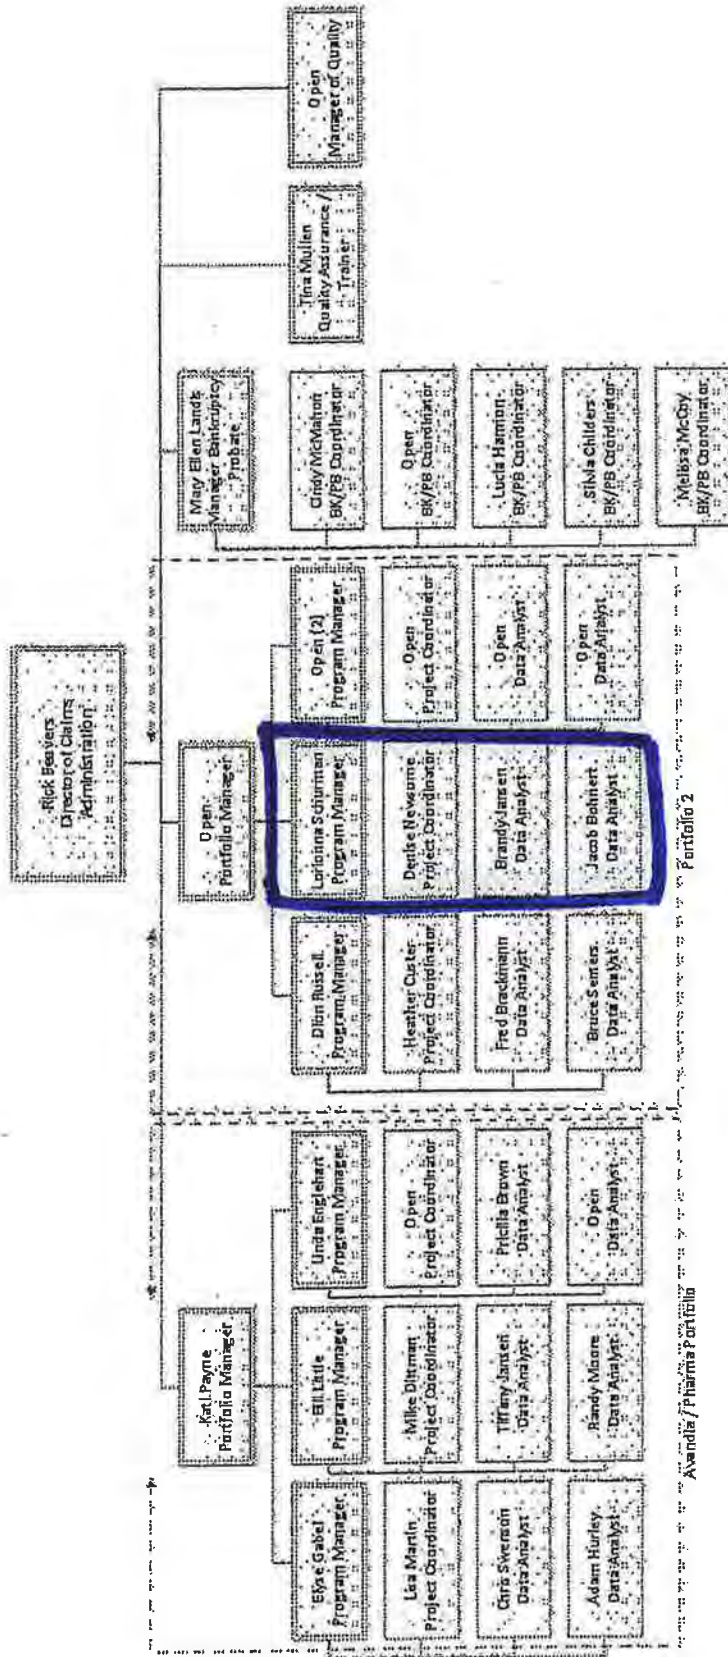 Rick Beavers
Director of Claims
Administration
Kati Payne
Portfolio Manager
Open
Portfolio Manager
Mary Ellen Lands
Manager Bankruptcy
Probate
Elyse Gabel
Program Manager
Bill Little
Program Manager
Linda Englehart
Program Manager
Dion Russell
Program Manager
Schurman
Program Manager
Open (2)
Program Manager
Cindy McMahon
BK/PB Coordinator
Tina Mullen
Quality Assurance /
Trainer
Open
Manager of Quality
Lisa Martin
Project Coordinator
Mike Dittman
Project Coordinator
Open
Project Coordinator
Heather Custer
Project Coordinator
Denise Newsome
Project Coordinator
Open
Project Coordinator
Open
BK/PB Coordinator
Chris Swenson
Data Analyst
Tiffany Jansen
Data Analyst
Pricilla Brown
Data Analyst
Fred Brackmann
Data Analyst
Brandy Jansen
Data Analyst
Open
Data Analyst
Lucia Hannon
BK/PB Coordinator
Adam Hurley
Data Analyst
Randy Moore
Data Analyst
Open
Data Analyst
Bruce Semers
Data Analyst
Jacob Bohnert
Data Analyst
Open
Data Analyst
Silvia Childers
BK/PB Coordinator
Melissa McCoy
BK/PB Coordinator
Avandia / Pharma Portfolio
Portfolio 2